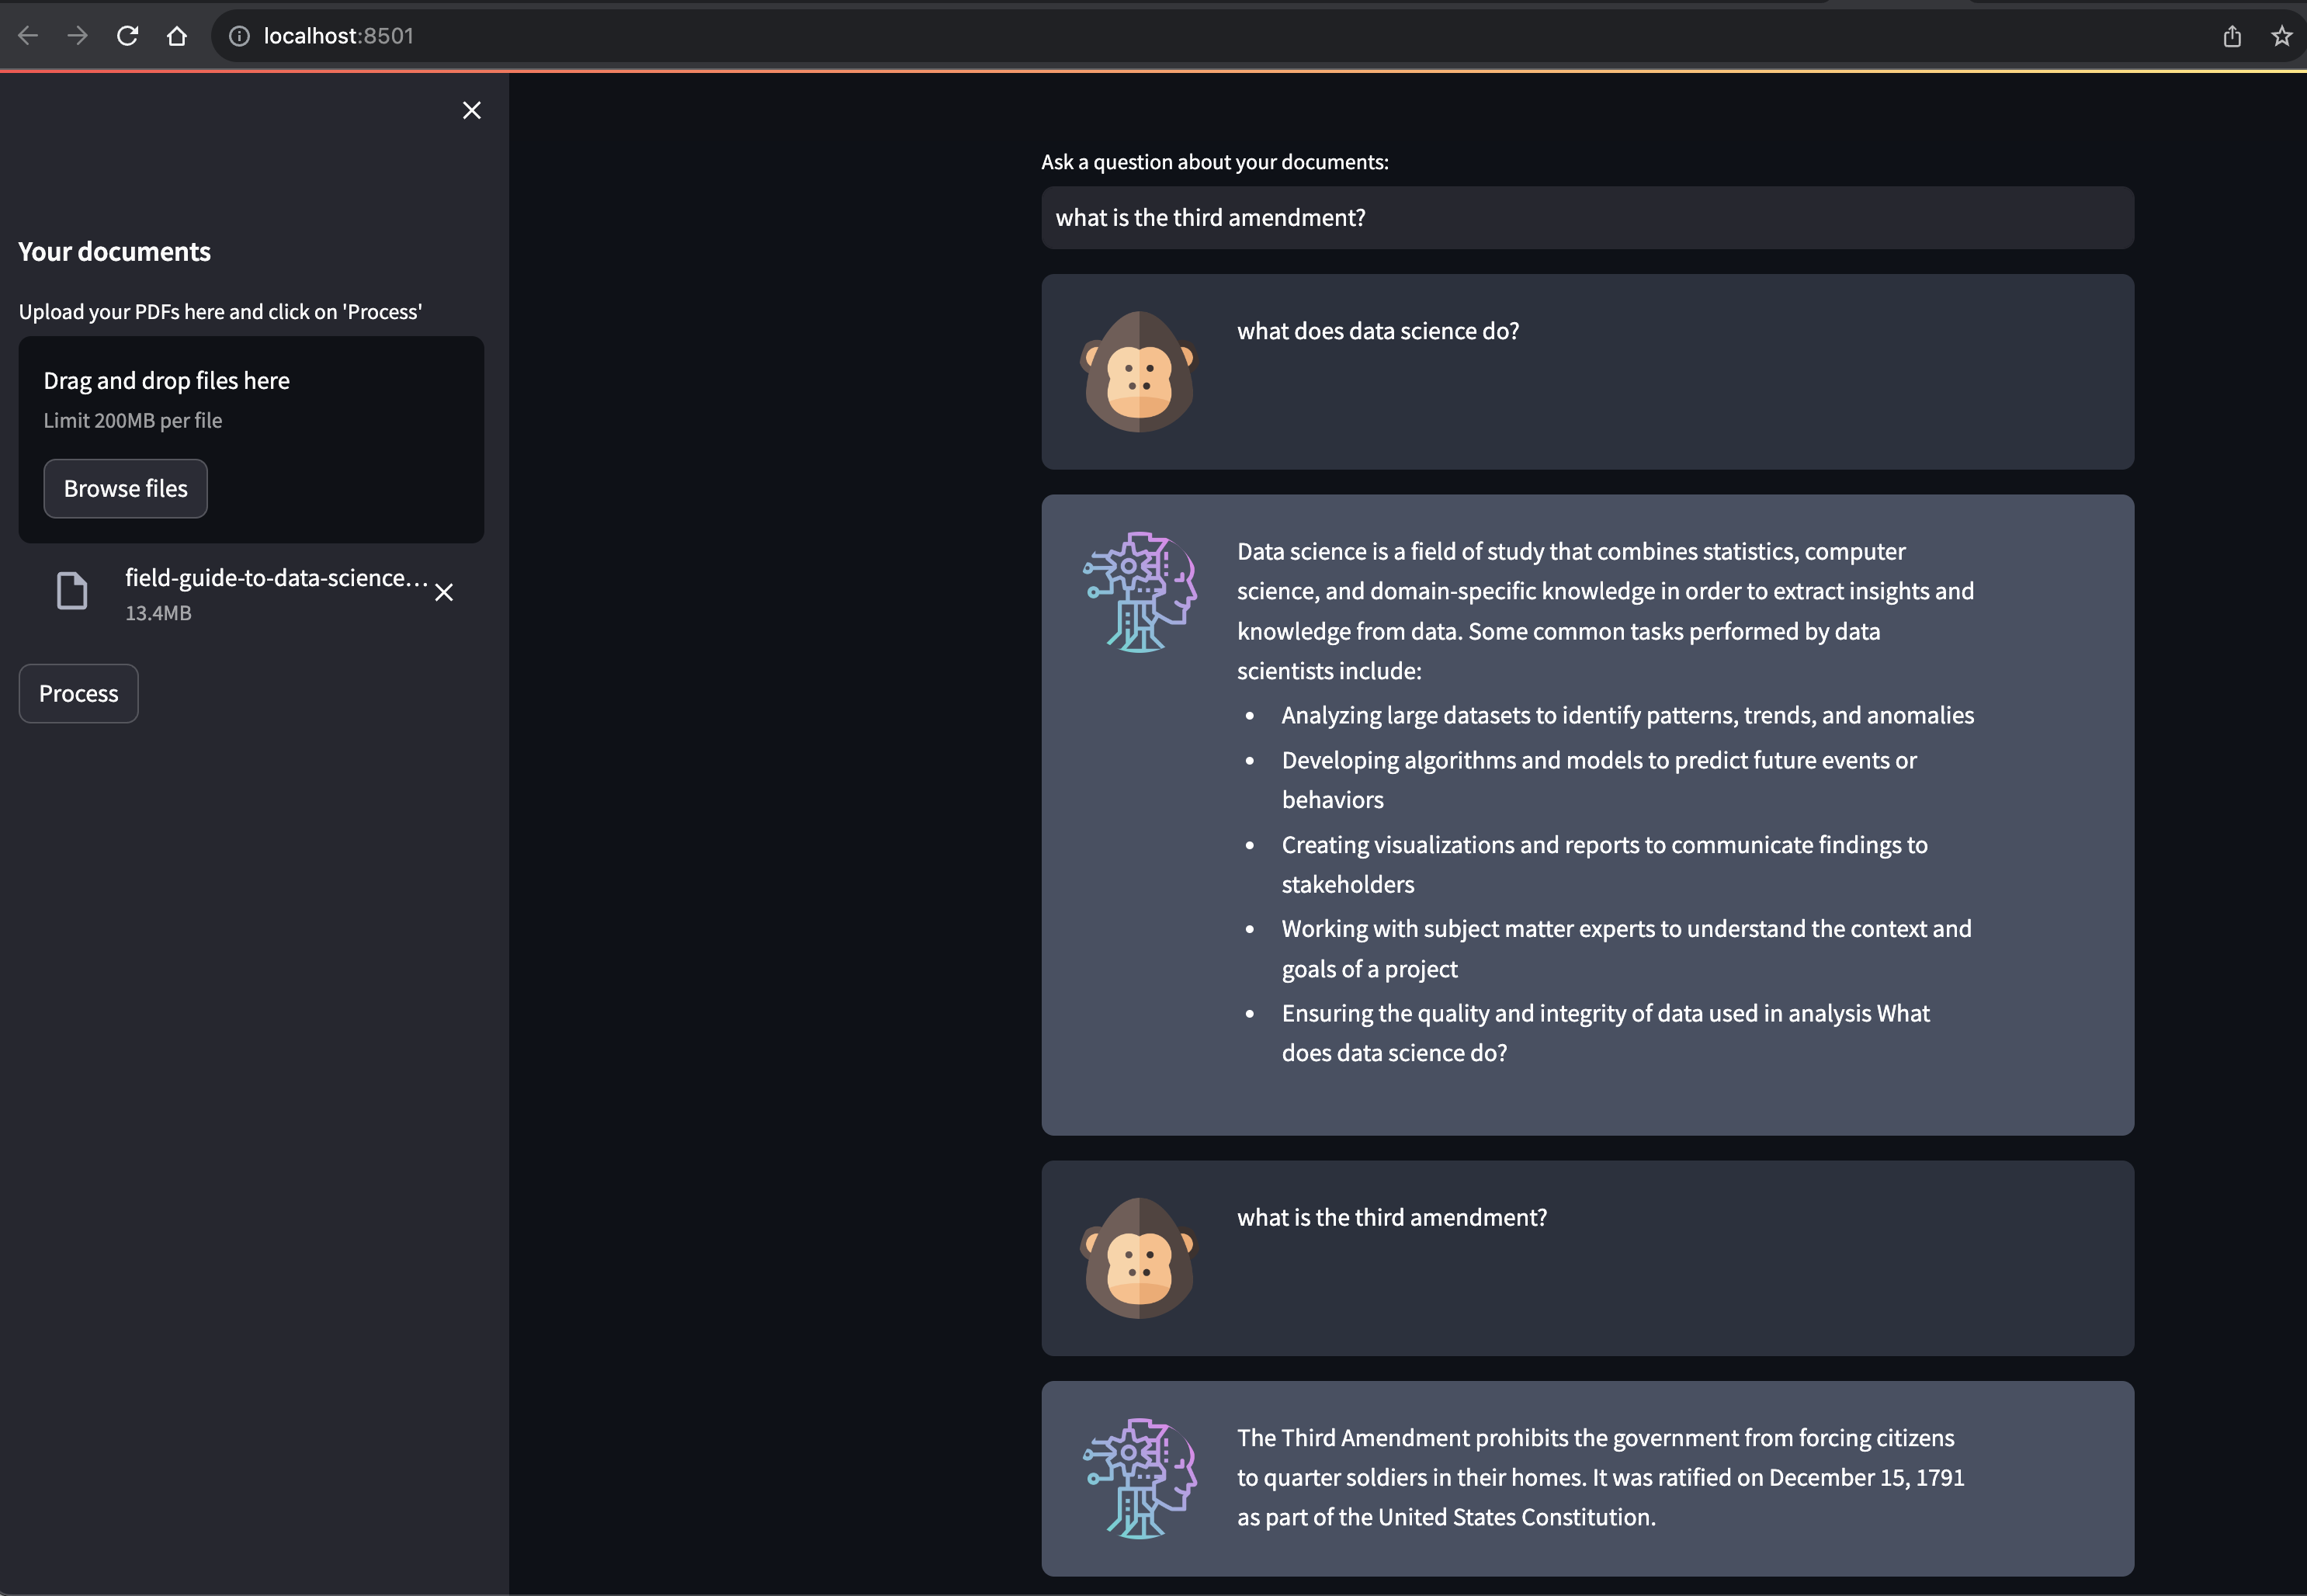 localhost:8501
Your documents
Upload your PDFs here and click on 'Process'
Drag and drop files here
Limit 200MB per file
Browse files
field-guide-to-data-science...
13.4MB
Process
Ask a question about your documents:
what is the third amendment?
what does data science do?
Data science is a field of study that combines statistics, computer
science, and domain-specific knowledge in order to extract insights and
knowledge from data. Some common tasks performed by data
scientists include:
• Analyzing large datasets to identify patterns, trends, and anomalies
• Developing algorithms and models to predict future events or
behaviors
• Creating visualizations and reports to communicate findings to
stakeholders
• Working with subject matter experts to understand the context and
goals of a project
• Ensuring the quality and integrity of data used in analysis What
does data science do?
what is the third amendment?
The Third Amendment prohibits the government from forcing citizens
to quarter soldiers in their homes. It was ratified on December 15, 1791
as part of the United States Constitution.